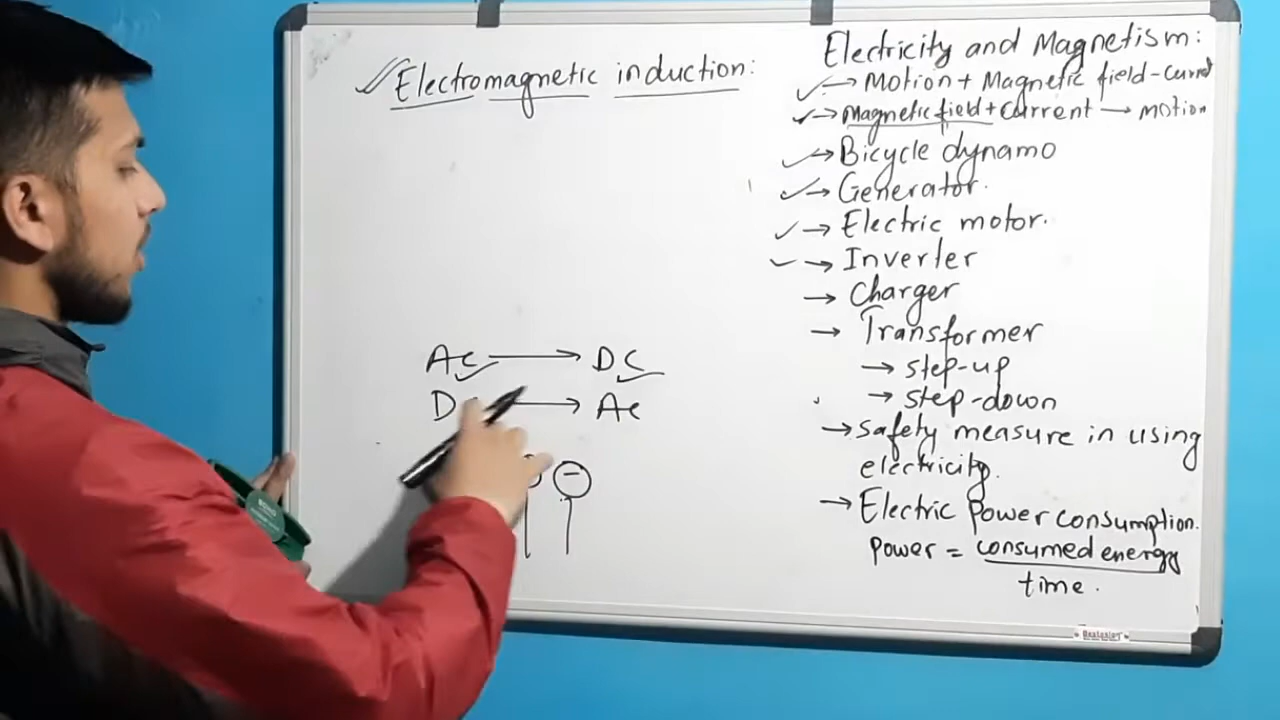 Electromagnetic induction:
AC → DC
D → AC
−
Electricity and Magnetism:
→ Motion + Magnetic field -
→ Magnetic field + Current → motion
→ Bicycle dynamo
→ Generator.
→ Electric motor.
→ Inverter
→ Charger
→ Transformer
→ step-up
→ step-down
→ safety measure in using
electricity.
→ Electric Power consumption.
Power = consumed energy
time.